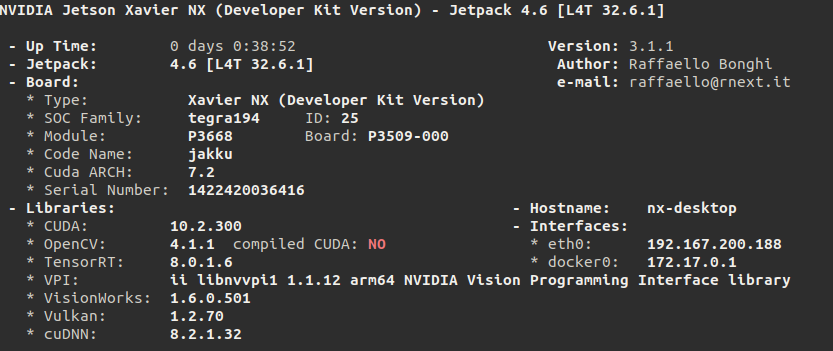 NVIDIA Jetson Xavier NX (Developer Kit Version) - Jetpack 4.6 [L4T 32.6.1]
- Up Time: 0 days 0:38:52 Version: 3.1.1
- Jetpack: 4.6 [L4T 32.6.1] Author: Raffaello Bonghi
- Board: e-mail: raffaello@rnext.it
* Type: Xavier NX (Developer Kit Version)
* SOC Family: tegra194 ID: 25
* Module: P3668 Board: P3509-000
* Code Name: jakku
* Cuda ARCH: 7.2
* Serial Number: 1422420036416
- Libraries: - Hostname: nx-desktop
* CUDA: 10.2.300 - Interfaces:
* OpenCV: 4.1.1 compiled CUDA: NO * eth0: 192.167.200.188
* TensorRT: 8.0.1.6 * docker0: 172.17.0.1
* VPI: ii libnvvpi1 1.1.12 arm64 NVIDIA Vision Programming Interface library
* VisionWorks: 1.6.0.501
* Vulkan: 1.2.70
* cuDNN: 8.2.1.32